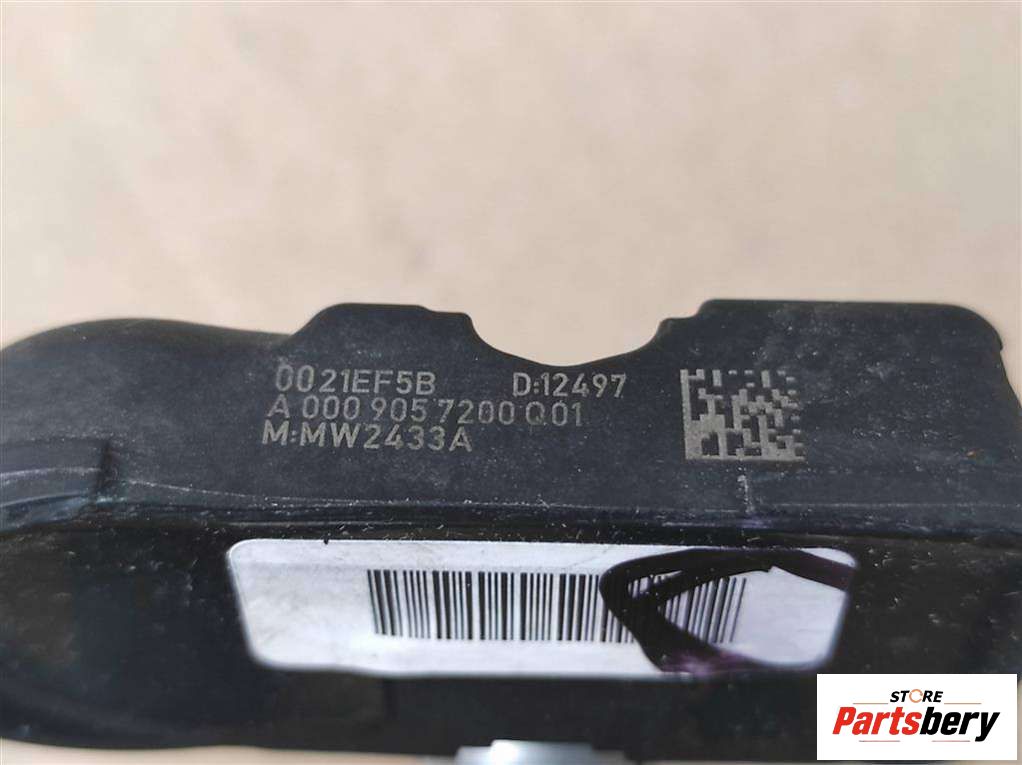 0021EF5B D:12497
A 000 905 7200 Q01
M:MW2433A
STORE
Partsbery